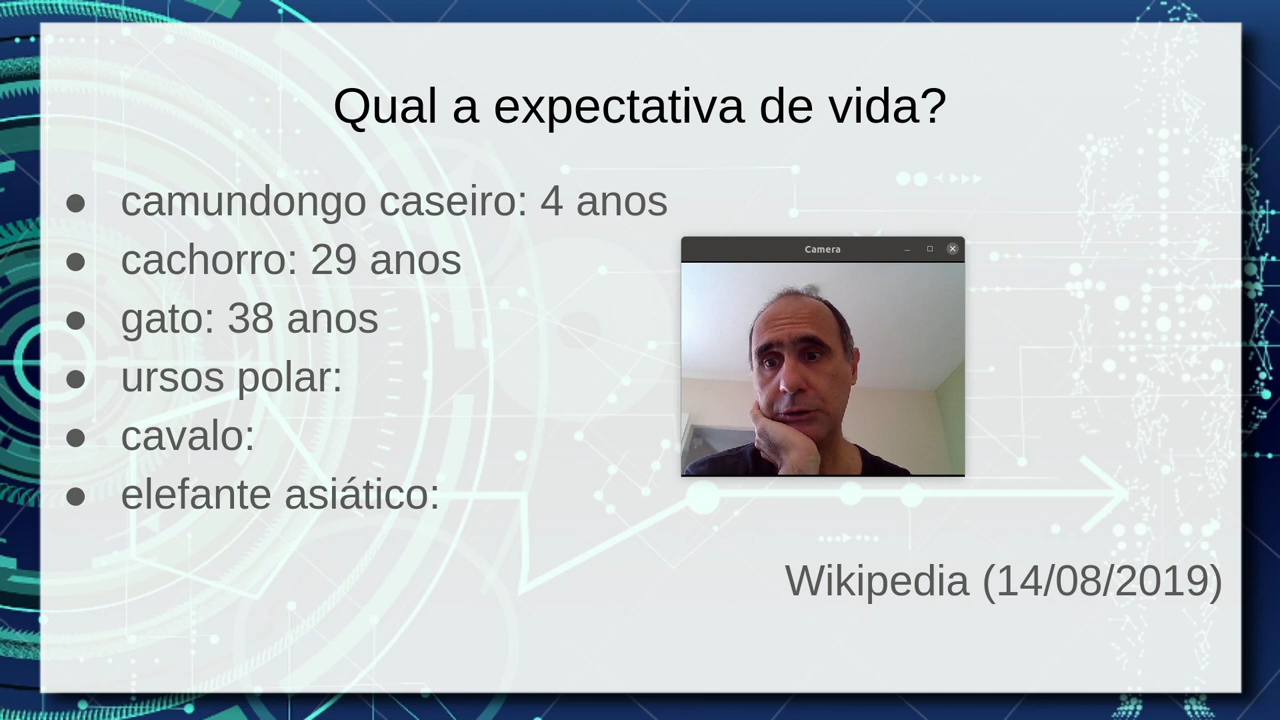 Qual a expectativa de vida?
● camundongo caseiro: 4 anos
● cachorro: 29 anos
● gato: 38 anos
● ursos polar:
● cavalo:
● elefante asiático:
Camera
Wikipedia (14/08/2019)